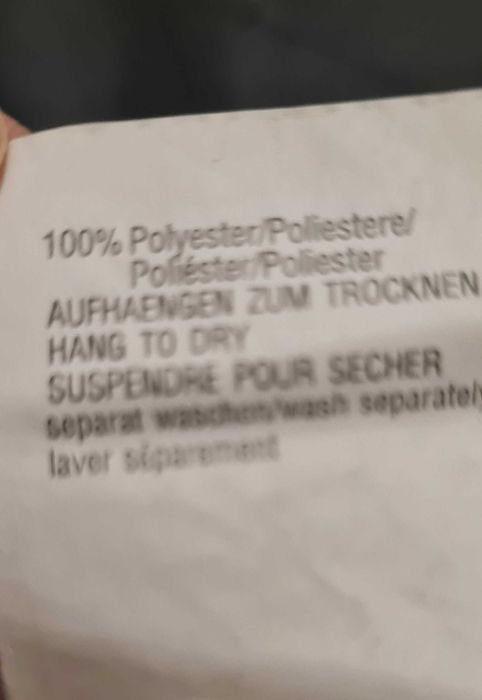 100% Polyester/Poliestere/
Poliéster/Poliester
AUFHAENGEN ZUM TROCKNEN
HANG TO DRY
SUSPENDRE POUR SECHER
separat waschen/wash separately
laver séparement